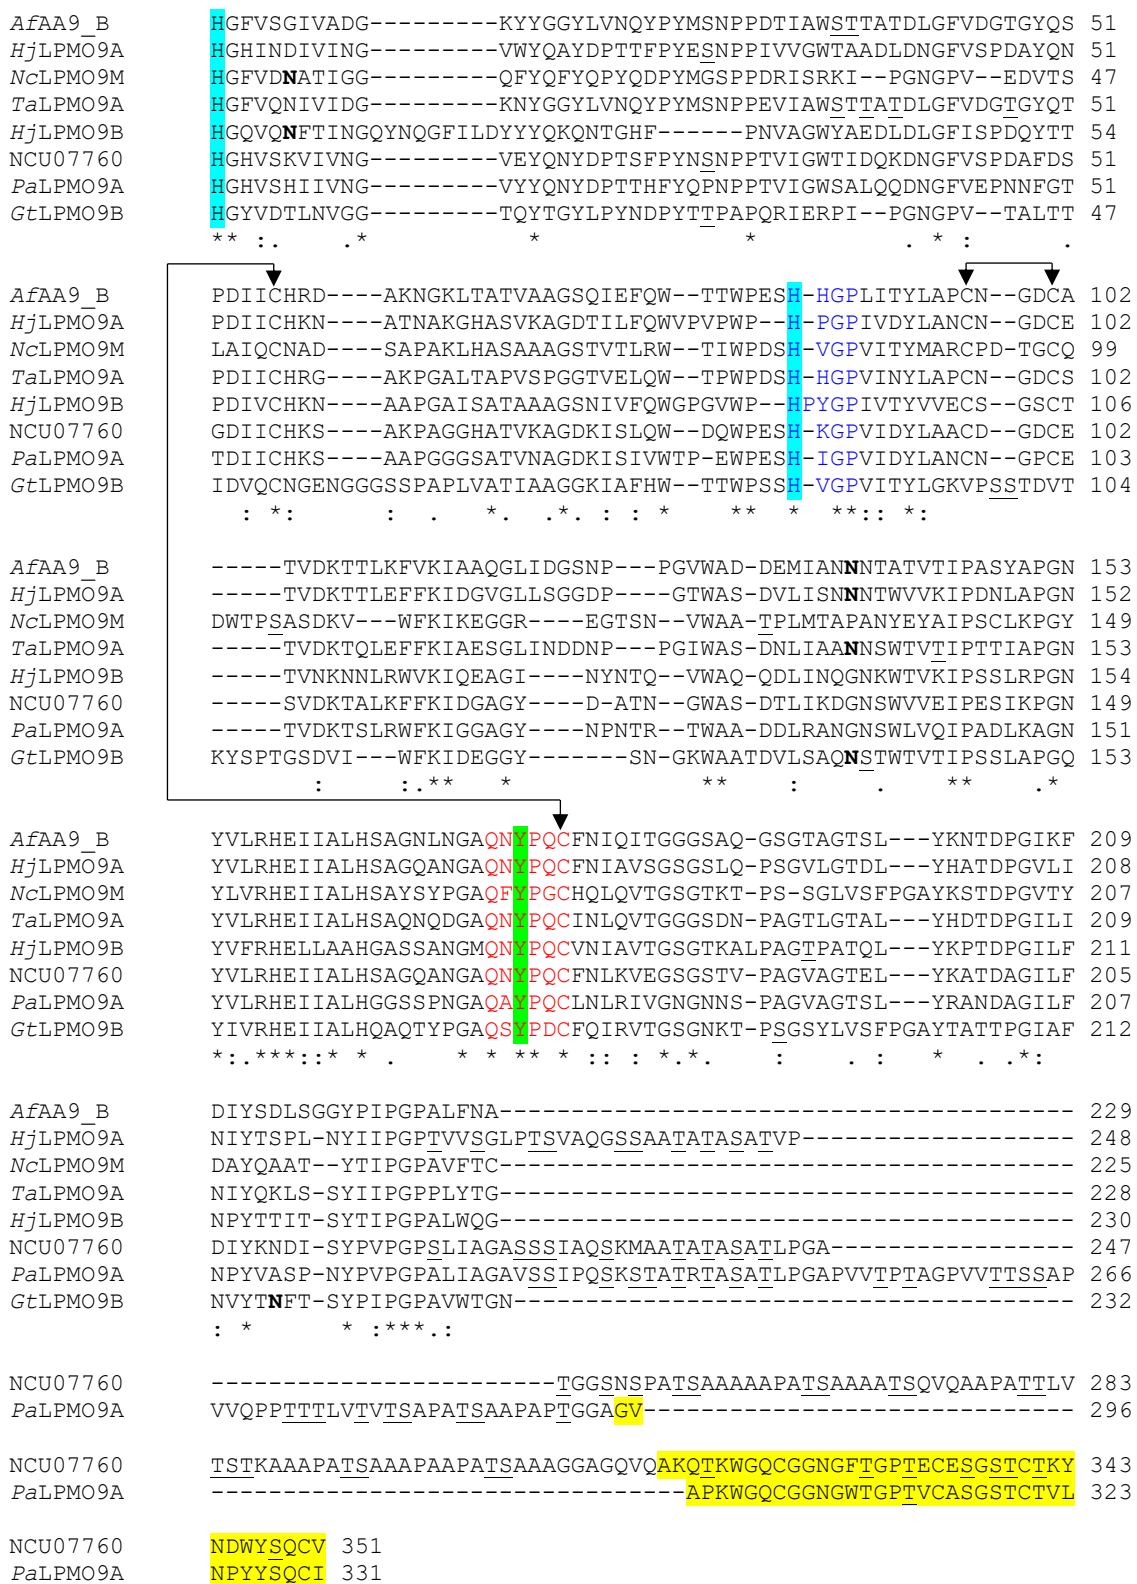 AfAA9_B HGFVSGIVADG---------KYYGGYLVNQYPYMSNPPDTIAWSTTATDLGFVDGTGYQS 51
HjLPMO9A HGHINDIVING---------VWYQAYDPTTFPYESNPPIVVGWTAADLDNGFVSPDAYQN 51
NcLPMO9M HGFVDNATIGG---------QFYQFYQPYQDPYMGSPPDRISRKI--PGNGPV--EDVTS 47
TaLPMO9A HGFVQNIVIDG---------KNYGGYLVNQYPYMSNPPEVIAWSTTATDLGFVDGTGYQT 51
HjLPMO9B HGQVQNFTINGQYNQGFILDYYYQKQNTGHF------PNVAGWYAEDLDLGFISPDQYTT 54
NCU07760 HGHVSKVIVNG---------VEYQNYDPTSFPYNSNPPTVIGWTIDQKDNGFVSPDAFDS 51
PaLPMO9A HGHVSHIIVNG---------VYYQNYDPTTHFYQPNPPTVIGWSALQQDNGFVEPNNFGT 51
GtLPMO9B HGYVDTLNVGG---------TQYTGYLPYNDPYTTPAPQRIERPI--PGNGPV--TALTT 47
** :. .* * * . * : .
AfAA9_B PDIICHRD----AKNGKLTATVAAGSQIEFQW--TTWPESH-HGPLITYLAPCN--GDCA 102
HjLPMO9A PDIICHKN----ATNAKGHASVKAGDTILFQWVPVPWP--H-PGPIVDYLANCN--GDCE 102
NcLPMO9M LAIQCNAD----SAPAKLHASAAAGSTVTLRW--TIWPDSH-VGPVITYMARCPD-TGCQ 99
TaLPMO9A PDIICHRG----AKPGALTAPVSPGGTVELQW--TPWPDSH-HGPVINYLAPCN--GDCS 102
HjLPMO9B PDIVCHKN----AAPGAISATAAAGSNIVFQWGPGVWP--HPYGPIVTYVVECS--GSCT 106
NCU07760 GDIICHKS----AKPAGGHATVKAGDKISLQW--DQWPESH-KGPVIDYLAACD--GDCE 102
PaLPMO9A TDIICHKS----AAPGGGSATVNAGDKISIVWTP-EWPESH-IGPVIDYLANCN--GPCE 103
GtLPMO9B IDVQCNGENGGGSSPAPLVATIAAGGKIAFHW--TTWPSSH-VGPVITYLGKVPSSTDVT 104
: *: : . *. .*. : : * ** * **:: *:
AfAA9_B -----TVDKTTLKFVKIAAQGLIDGSNP---PGVWAD-DEMIANNNTATVTIPASYAPGN 153
HjLPMO9A -----TVDKTTLEFFKIDGVGLLSGGDP---PGTWAS-DVLISNNNTWVVKIPDNLAPGN 152
NcLPMO9M DWTPSASDKV---WFKIKEGGR----EGTSN--VWAA-TPLMTAPANYEYAIPSCLKPGY 149
TaLPMO9A -----TVDKTQLEFFKIAESGLINDDNP---PGIWAS-DNLIAANNSWTVTIPTTIAPGN 153
HjLPMO9B -----TVNKNNLRWVKIQEAGI----NYNTQ--VWAQ-QDLINQGNKWTVKIPSSLRPGN 154
NCU07760 -----SVDKTALKFFKIDGAGY----D-ATN--GWAS-DTLIKDGNSWVVEIPESIKPGN 149
PaLPMO9A -----TVDKTSLRWFKIGGAGY----NPNTR--TWAA-DDLRANGNSWLVQIPADLKAGN 151
GtLPMO9B KYSPTGSDVI---WFKIDEGGY-----SN-GKWAATDVLSAQNSTWTVTIPSSLAPGQ 153
: :.** * ** : . ** .*
AfAA9_B YVLRHEIIALHSAGNLNGAQNYPQCFNIQITGGGSAQ-GSGTAGTSL---YKNTDPGIKF 209
HjLPMO9A YVLRHEIIALHSAGQANGAQNYPQCFNIAVSGSGSLQ-PSGVLGTDL---YHATDPGVLI 208
NcLPMO9M YLVRHEIIALHSAYSYPGAQFYPGCHQLQVTGSGTKT-PS-SGLVSFPGAYKSTDPGVTY 207
TaLPMO9A YVLRHEIIALHSAQNQDGAQNYPQCINLQVTGGGSDN-PAGTLGTAL---YHDTDPGILI 209
HjLPMO9B YVFRHELLAAHGASSANGMQNYPQCVNIAVTGSGTKALPAGTPATQL---YKPTDPGILF 211
NCU07760 YVLRHEIIALHSAGQANGAQNYPQCFNLKVEGSGSTV-PAGVAGTEL---YKATDAGILF 205
PaLPMO9A YVLRHEIIALHGGSSPNGAQAYPQCLNLRIVGNGNNS-PAGVAGTSL---YRANDAGILF 207
GtLPMO9B YIVRHEIIALHQAQTYPGAQSYPDCFQIRVTGSGNKT-PSGSYLVSFPGAYTATTPGIAF 212
*:.***::* * . * * ** * :: : *.*. : . : * . .*:
AfAA9_B DIYSDLSGGYPIPGPALFNA---------------------------------------- 229
HjLPMO9A NIYTSPL-NYIIPGPTVVSGLPTSVAQGSSAATATASATVP------------------- 248
NcLPMO9M DAYQAAT--YTIPGPAVFTC---------------------------------------- 225
TaLPMO9A NIYQKLS-SYIIPGPPLYTG---------------------------------------- 228
HjLPMO9B NPYTTIT-SYTIPGPALWQG---------------------------------------- 230
NCU07760 DIYKNDI-SYPVPGPSLIAGASSSIAQSKMAATATASATLPGA----------------- 247
PaLPMO9A NPYVASP-NYPVPGPALIAGAVSSIPQSKSTATRTASATLPGAPVVTPTAGPVVTTSSAP 266
GtLPMO9B NVYTNFT-SYPIPGPAVWTGN--------------------------------------- 232
: * * :***.:
NCU07760 ------------------------TGGSNSPATSAAAAAPATSAAAATSQVQAAPATTLV 283
PaLPMO9A VVQPPTTTLVTVTSAPATSAAPAPTGGAGV------------------------------ 296
NCU07760 TSTKAAAPATSAAAPAAPATSAAAGGAGQVQAKQTKWGQCGGNGFTGPTECESGSTCTKY 343
PaLPMO9A ---------------------------------APKWGQCGGNGWTGPTVCASGSTCTVL 323
NCU07760 NDWYSQCV 351
PaLPMO9A NPYYSQCI 331